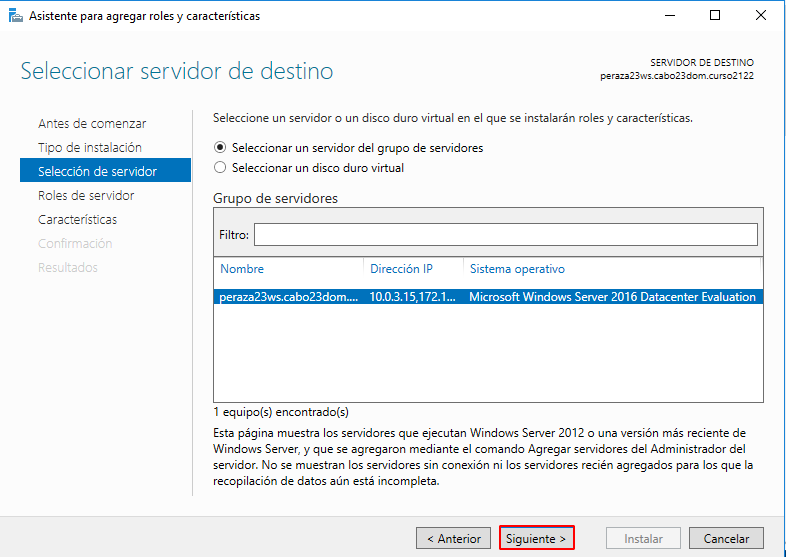 Asistente para agregar roles y características
Seleccionar servidor de destino
SERVIDOR DE DESTINO
peraza23ws.cabo23dom.curso2122
Antes de comenzar
Tipo de instalación
Selección de servidor
Roles de servidor
Características
Confirmación
Resultados
Seleccione un servidor o un disco duro virtual en el que se instalarán roles y características.
Seleccionar un servidor del grupo de servidores
Seleccionar un disco duro virtual
Grupo de servidores
Filtro:
Nombre Dirección IP Sistema operativo
peraza23ws.cabo23dom.... 10.0.3.15,172.1... Microsoft Windows Server 2016 Datacenter Evaluation
1 equipo(s) encontrado(s)
Esta página muestra los servidores que ejecutan Windows Server 2012 o una versión más reciente de
Windows Server, y que se agregaron mediante el comando Agregar servidores del Administrador del
servidor. No se muestran los servidores sin conexión ni los servidores recién agregados para los que la
recopilación de datos aún está incompleta.
< Anterior Siguiente > Instalar Cancelar